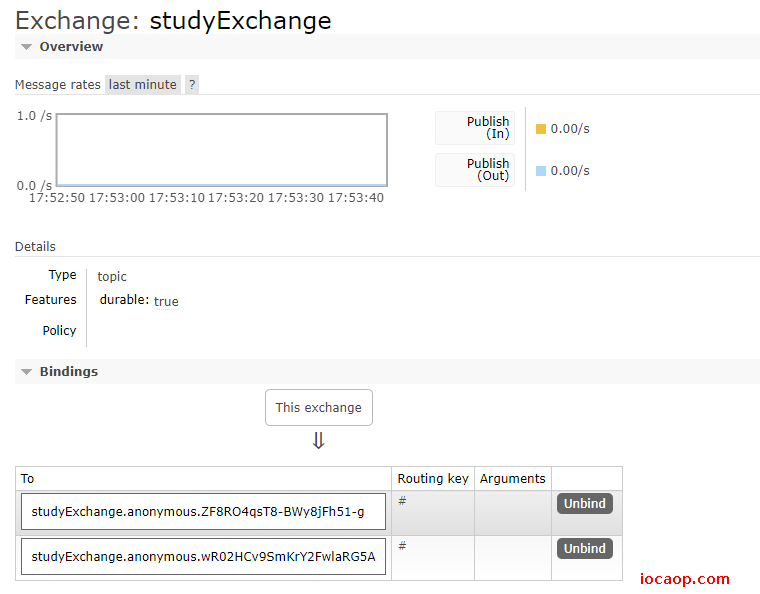 Exchange: studyExchange
Overview
Message rates last minute ?
1.0 /s
0.0 /s
17:52:50 17:53:00 17:53:10 17:53:20 17:53:30 17:53:40
Publish
(In)
0.00/s
Publish
(Out)
0.00/s
Details
Type topic
Features durable: true
Policy
Bindings
This exchange
⇓
To Routing key Arguments
studyExchange.anonymous.ZF8RO4qsT8-BWy8jFh51-g # Unbind
studyExchange.anonymous.wR02HCv9SmKrY2FwlaRG5A # Unbind
iocaop.com